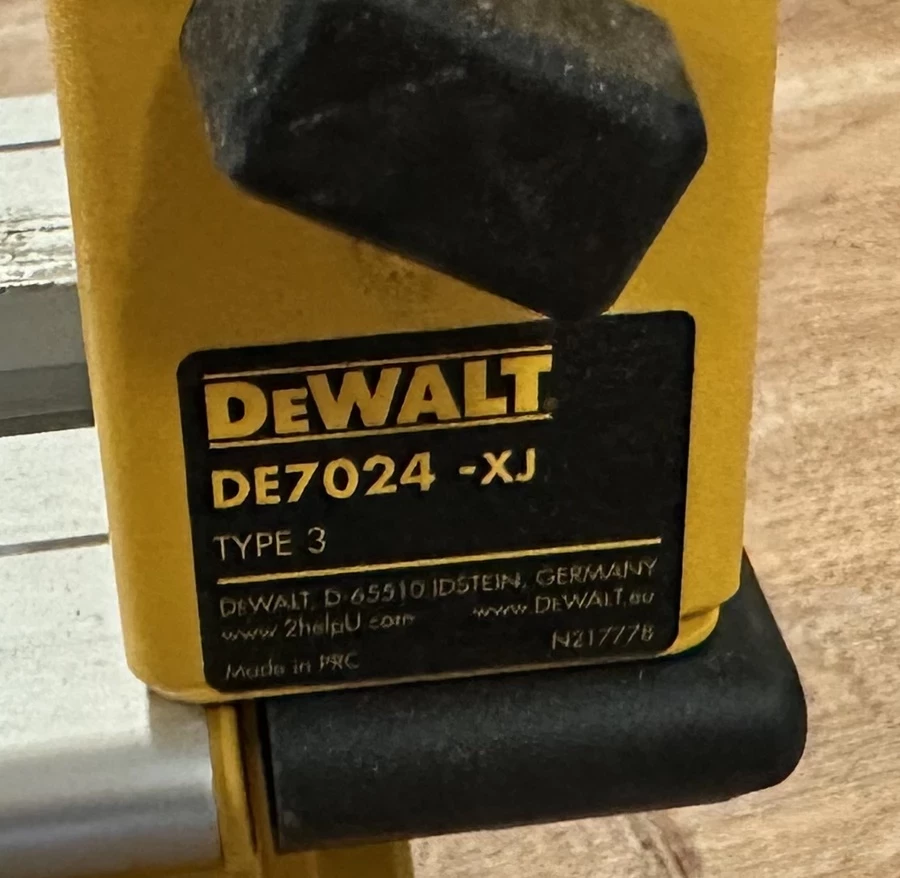 DEWALT
DE7024 -XJ
TYPE 3
DEWALT, D-65510 IDSTEIN, GERMANY
www.2helpU.com www.DEWALT.eu
N217778
Made in PRC